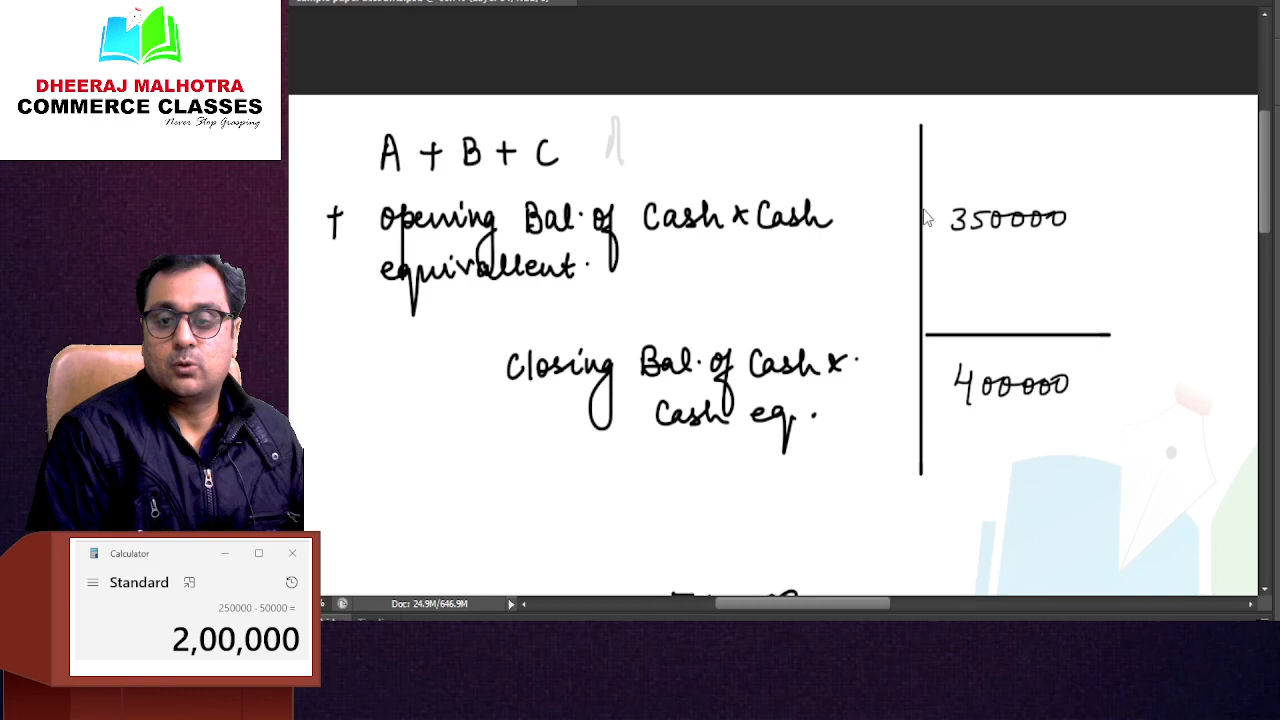 DHEERAJ MALHOTRA
COMMERCE CLASSES
Never Stop Grasping
A + B + C
+ opening Bal. of Cash & Cash 350000
equivallent.
Closing Bal. of Cash & 400000
Cash eq.
Calculator
Standard
250000 - 50000 =
2,00,000
Doc: 24.9M/646.9M